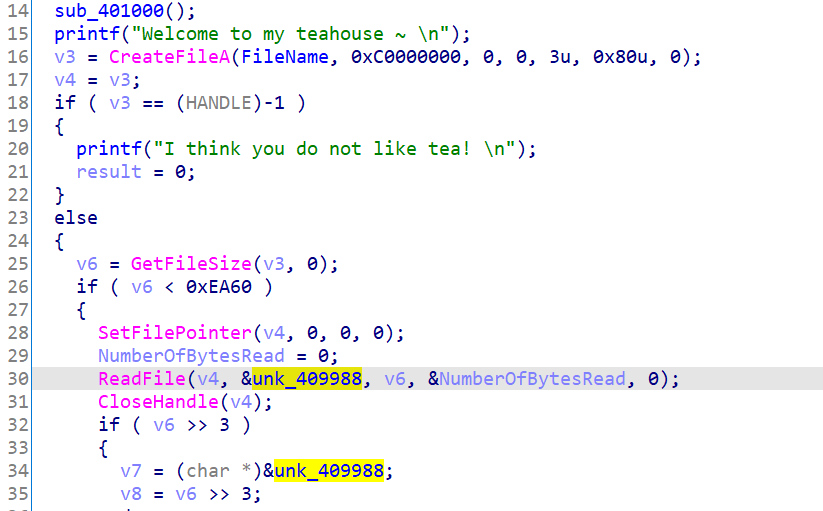 14 sub_401000();
15 printf("Welcome to my teahouse ~ \n");
16 v3 = CreateFileA(FileName, 0xC0000000, 0, 0, 3u, 0x80u, 0);
17 v4 = v3;
18 if ( v3 == (HANDLE)-1 )
19 {
20 printf("I think you do not like tea! \n");
21 result = 0;
22 }
23 else
24 {
25 v6 = GetFileSize(v3, 0);
26 if ( v6 < 0xEA60 )
27 {
28 SetFilePointer(v4, 0, 0, 0);
29 NumberOfBytesRead = 0;
30 ReadFile(v4, &unk_409988, v6, &NumberOfBytesRead, 0);
31 CloseHandle(v4);
32 if ( v6 >> 3 )
33 {
34 v7 = (char *)&unk_409988;
35 v8 = v6 >> 3;